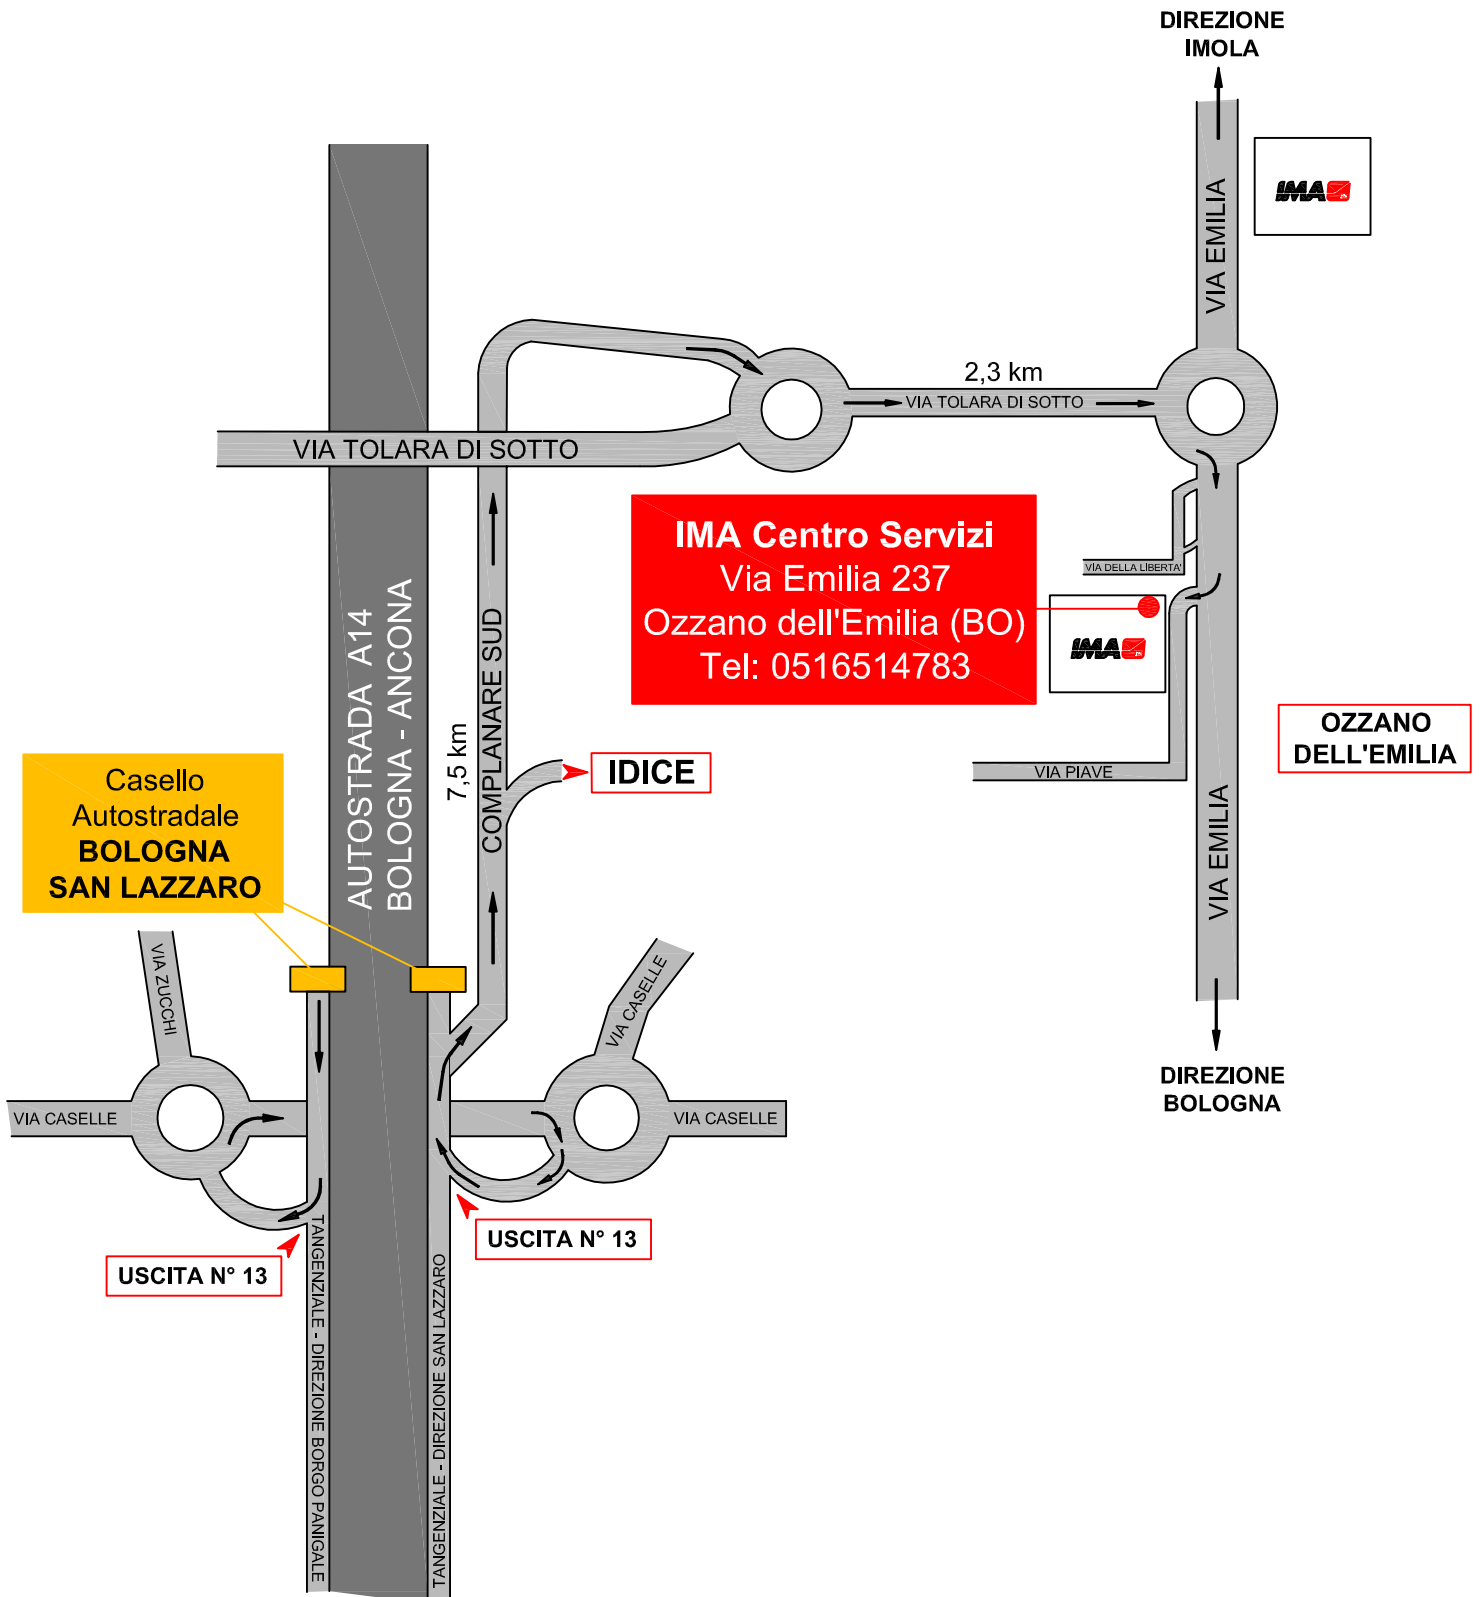 DIREZIONE
IMOLA
VIA EMILIA
IMA
2,3 km
VIA TOLARA DI SOTTO
VIA TOLARA DI SOTTO
IMA Centro Servizi
Via Emilia 237
Ozzano dell'Emilia (BO)
Tel: 0516514783
VIA DELLA LIBERTA'
IMA
OZZANO
DELL'EMILIA
VIA PIAVE
VIA EMILIA
DIREZIONE
BOLOGNA
AUTOSTRADA A14
BOLOGNA - ANCONA
7,5 km
COMPLANARE SUD
IDICE
Casello
Autostradale
BOLOGNA
SAN LAZZARO
VIA ZUCCHI
VIA CASELLE
VIA CASELLE
VIA CASELLE
USCITA N° 13
USCITA N° 13
TANGENZIALE - DIREZIONE BORGO PANIGALE
TANGENZIALE - DIREZIONE SAN LAZZARO